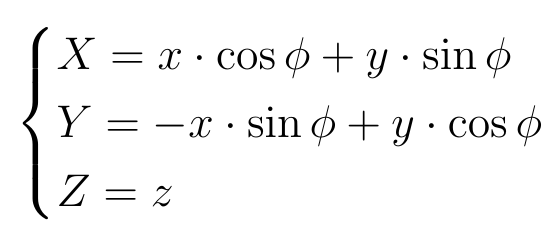 X = x · cos ϕ + y · sin ϕ
Y = −x · sin ϕ + y · cos ϕ
Z = z